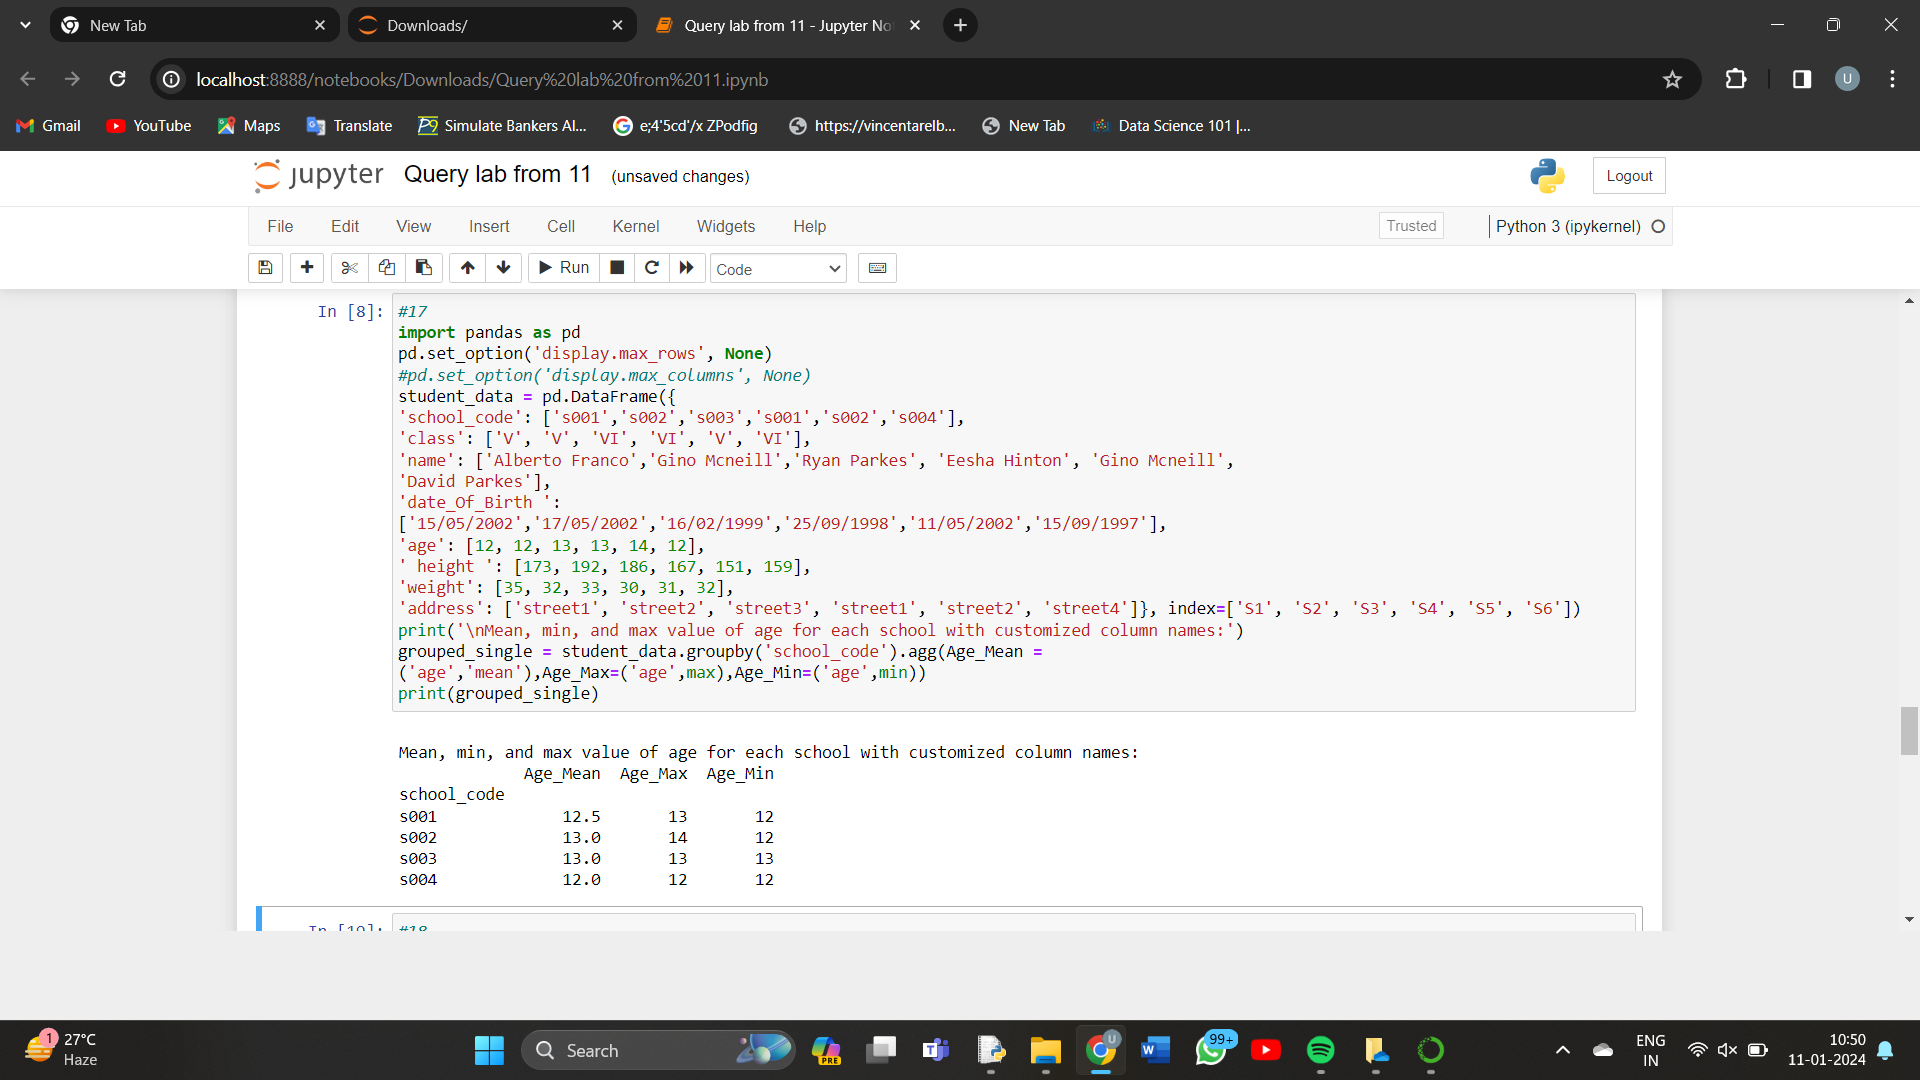 New Tab
Downloads/
Query lab from 11 - Jupyter No
localhost:8888/notebooks/Downloads/Query%20lab%20from%2011.ipynb
U
Gmail
YouTube
Maps
Translate
Simulate Bankers Al...
e;4'5cd'/x ZPodfig
https://vincentarelb...
New Tab
Data Science 101 |...
jupyter Query lab from 11 (unsaved changes)
Logout
File Edit View Insert Cell Kernel Widgets Help
Trusted
Python 3 (ipykernel)
Run
Code
In [8]:
#17
import pandas as pd
pd.set_option('display.max_rows', None)
#pd.set_option('display.max_columns', None)
student_data = pd.DataFrame({
'school_code': ['s001','s002','s003','s001','s002','s004'],
'class': ['V', 'V', 'VI', 'VI', 'V', 'VI'],
'name': ['Alberto Franco','Gino Mcneill','Ryan Parkes', 'Eesha Hinton', 'Gino Mcneill',
'David Parkes'],
'date_Of_Birth ':
['15/05/2002','17/05/2002','16/02/1999','25/09/1998','11/05/2002','15/09/1997'],
'age': [12, 12, 13, 13, 14, 12],
' height ': [173, 192, 186, 167, 151, 159],
'weight': [35, 32, 33, 30, 31, 32],
'address': ['street1', 'street2', 'street3', 'street1', 'street2', 'street4']}, index=['S1', 'S2', 'S3', 'S4', 'S5', 'S6'])
print('\nMean, min, and max value of age for each school with customized column names:')
grouped_single = student_data.groupby('school_code').agg(Age_Mean =
('age','mean'),Age_Max=('age',max),Age_Min=('age',min))
print(grouped_single)
Mean, min, and max value of age for each school with customized column names:
Age_Mean Age_Max Age_Min
school_code
s001 12.5 13 12
s002 13.0 14 12
s003 13.0 13 13
s004 12.0 12 12
In [19]: #18
1
27°C
Haze
Search
PRE
U
W
99+
ENG
IN
10:50
11-01-2024